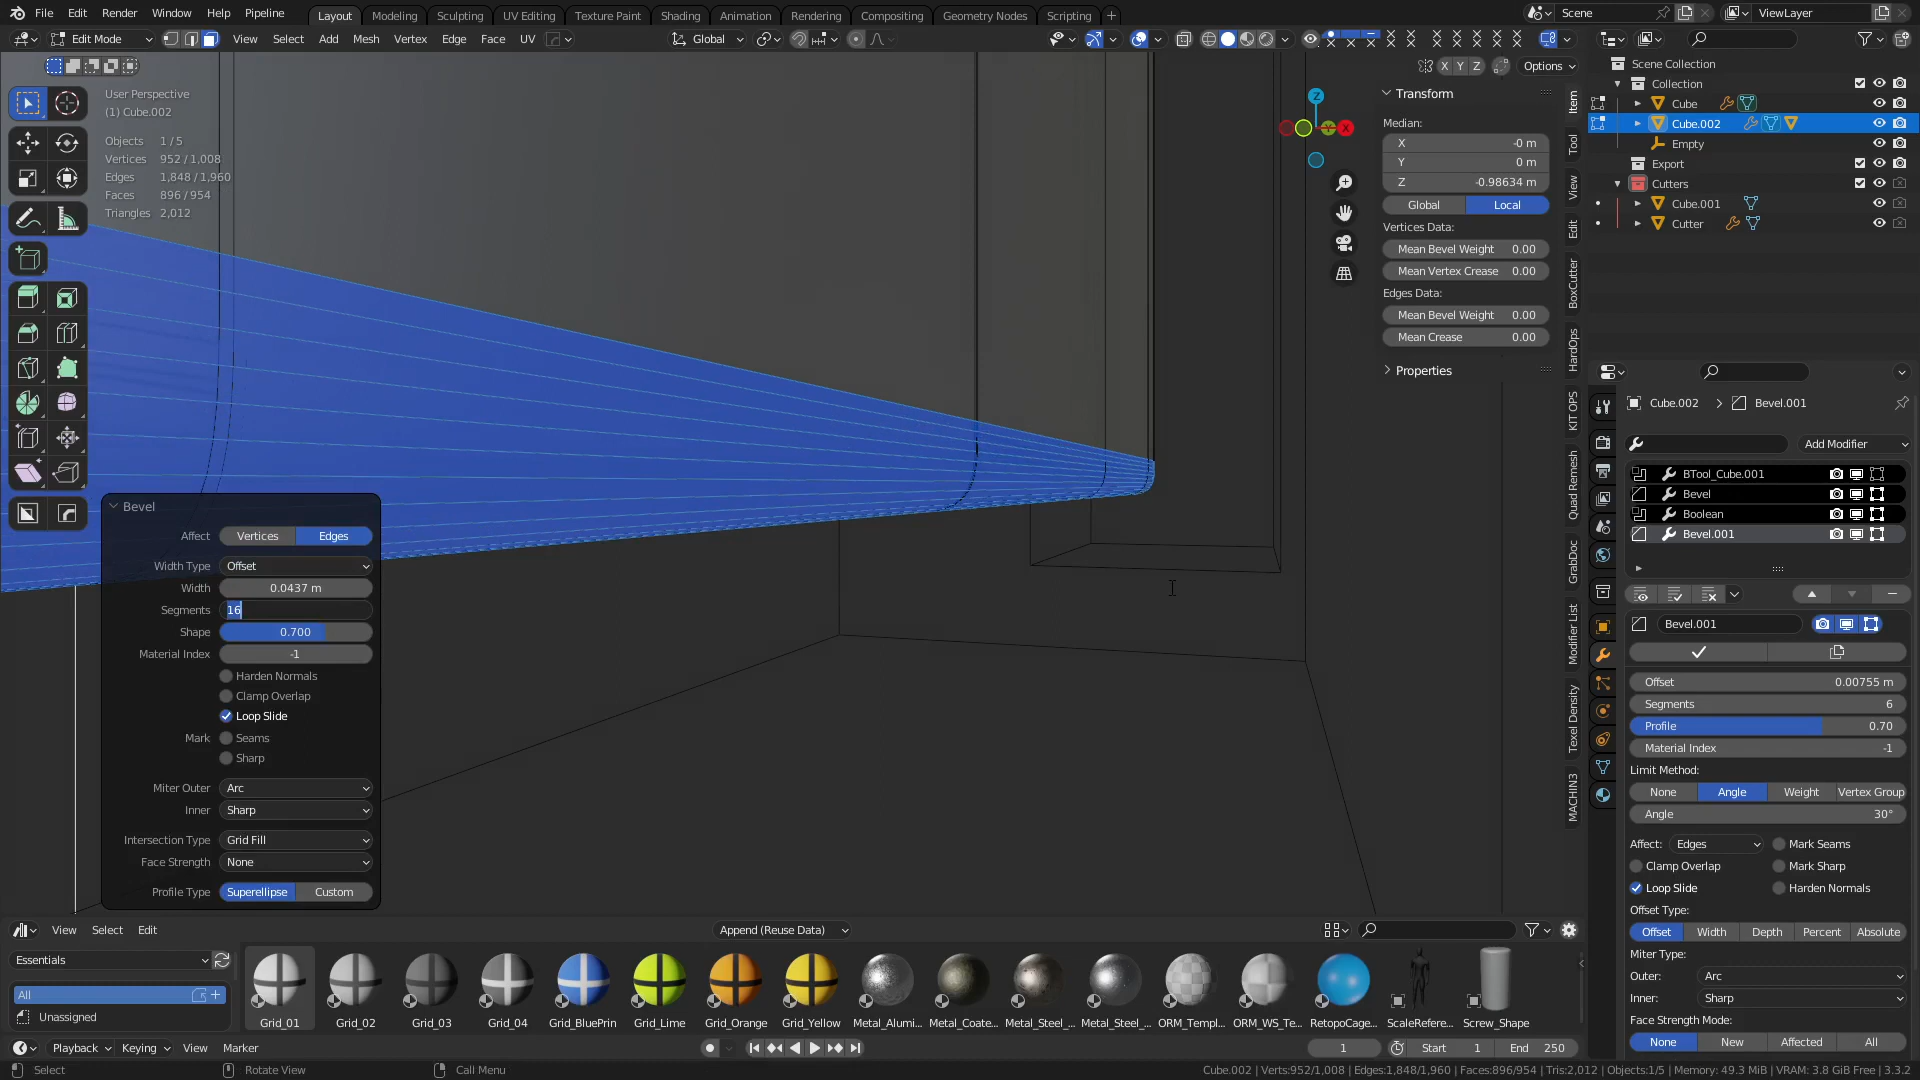 File Edit Render Window Help Pipeline
Layout Modeling Sculpting UV Editing Texture Paint Shading Animation Rendering Compositing Geometry Nodes Scripting +
Scene
ViewLayer
Edit Mode
View Select Add Mesh Vertex Edge Face UV
Global
X Y Z
Options
User Perspective
(1) Cube.002
Objects 1 / 5
Vertices 952 / 1,008
Edges 1,848 / 1,960
Faces 896 / 954
Triangles 2,012
Z
Y
X
Transform
Median:
X -0 m
Y 0 m
Z -0.98634 m
Global Local
Vertices Data:
Mean Bevel Weight 0.00
Mean Vertex Crease 0.00
Edges Data:
Mean Bevel Weight 0.00
Mean Crease 0.00
Properties
Item
Tool
View
Edit
BoxCutter
HardOps
KIT OPS
Quad Remesh
GrabDoc
Modifier List
Texel Density
MACHIN3
Scene Collection
Collection
Cube
Cube.002
Empty
Export
Cutters
Cube.001
Cutter
Cube.002 > Bevel.001
Add Modifier
BTool_Cube.001
Bevel
Boolean
Bevel.001
Bevel.001
Offset 0.00755 m
Segments 6
Profile 0.70
Material Index -1
Limit Method:
None Angle Weight Vertex Group
Angle 30°
Affect: Edges
Mark Seams
Clamp Overlap
Mark Sharp
Loop Slide
Harden Normals
Offset Type:
Offset Width Depth Percent Absolute
Miter Type:
Outer: Arc
Inner: Sharp
Face Strength Mode:
None New Affected All
Bevel
Affect Vertices Edges
Width Type Offset
Width 0.0437 m
Segments 16
Shape 0.700
Material Index -1
Harden Normals
Clamp Overlap
Loop Slide
Mark Seams
Sharp
Miter Outer Arc
Inner Sharp
Intersection Type Grid Fill
Face Strength None
Profile Type Superellipse Custom
View Select Edit
Append (Reuse Data)
Essentials
All +
Unassigned
Grid_01 Grid_02 Grid_03 Grid_04 Grid_BluePrin Grid_Lime Grid_Orange Grid_Yellow Metal_Alumi... Metal_Coate... Metal_Steel_... Metal_Steel_... ORM_Templ... ORM_WS_Te... RetopoCage... ScaleRefere... Screw_Shape
Playback Keying View Marker
1
Start 1
End 250
Select
Rotate View
Call Menu
Cube.002 | Verts:952/1,008 | Edges:1,848/1,960 | Faces:896/954 | Tris:2,012 | Objects:1/5 | Memory: 49.3 MiB | VRAM: 3.8 GiB Free | 3.3.2